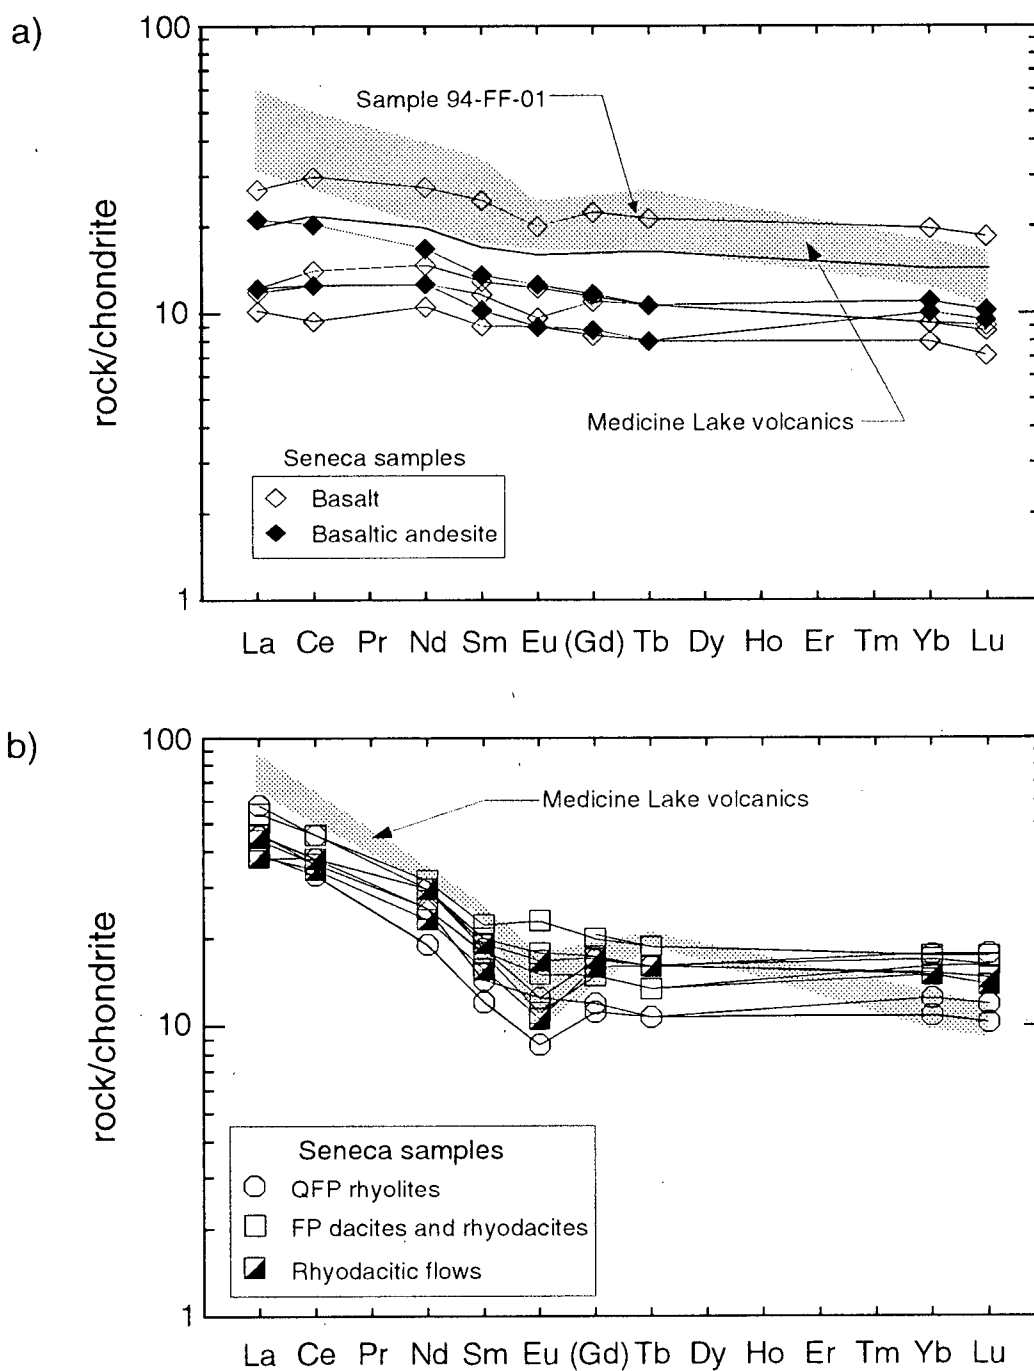 a)
100
Sample 94-FF-01
rock/chondrite
10
Medicine Lake volcanics
Seneca samples
Basalt
Basaltic andesite
1
La Ce Pr Nd Sm Eu (Gd) Tb Dy Ho Er Tm Yb Lu
b)
100
Medicine Lake volcanics
rock/chondrite
10
Seneca samples
QFP rhyolites
FP dacites and rhyodacites
Rhyodacitic flows
1
La Ce Pr Nd Sm Eu (Gd) Tb Dy Ho Er Tm Yb Lu